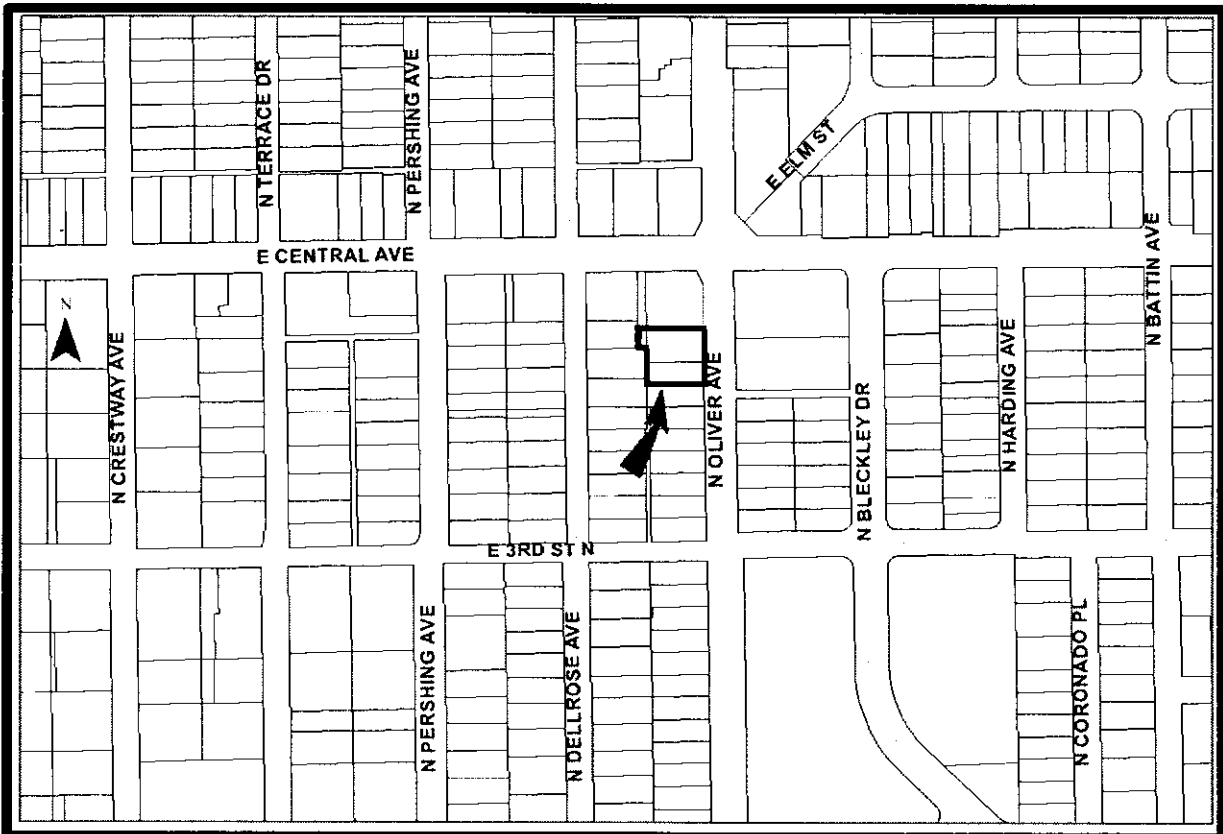 N TERRACE DR
N PERSHING AVE
E ELM ST
E CENTRAL AVE
N BATTIN AVE
N
N CRESTWAY AVE
N OLIVER AVE
N BLECKLEY DR
N HARDING AVE
E 3RD ST N
N PERSHING AVE
N DELLROSE AVE
N CORONADO PL